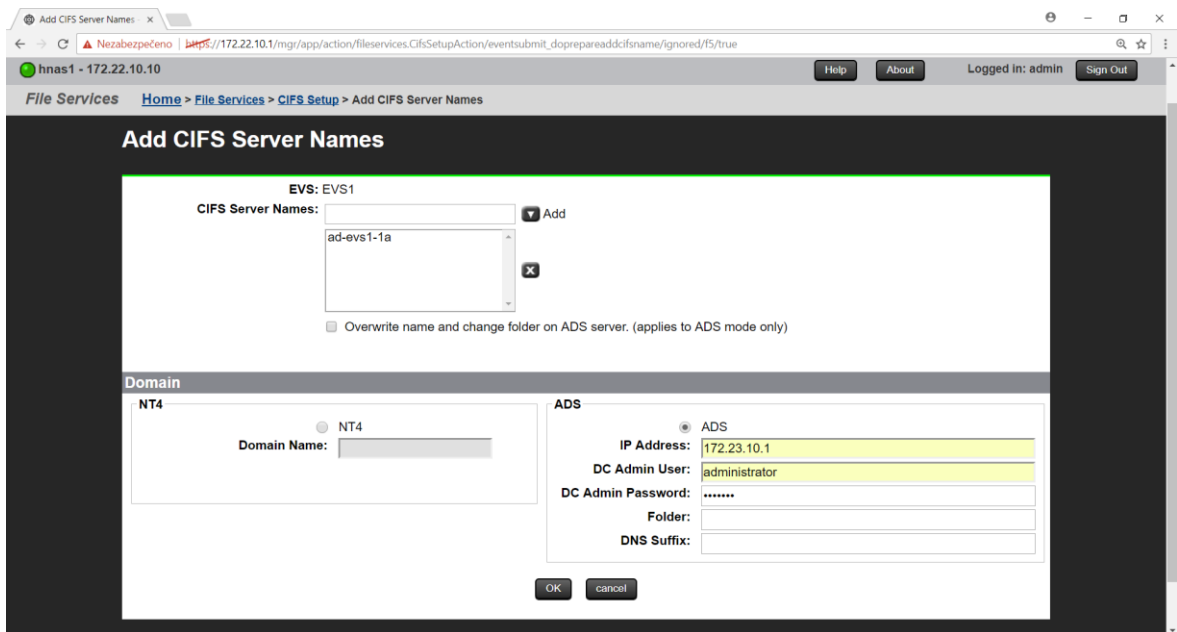 Add CIFS Server Names
Nezabezpečeno | https://172.22.10.1/mgr/app/action/fileservices.CifsSetupAction/eventsubmit_doprepareaddcifsname/ignored/f5/true
hnas1 - 172.22.10.10 Help About Logged in: admin Sign Out
File Services Home > File Services > CIFS Setup > Add CIFS Server Names
Add CIFS Server Names
EVS: EVS1
CIFS Server Names: Add
ad-evs1-1a
Overwrite name and change folder on ADS server. (applies to ADS mode only)
Domain
NT4
NT4
Domain Name:
ADS
ADS
IP Address: 172.23.10.1
DC Admin User: administrator
DC Admin Password: •••••••
Folder:
DNS Suffix:
OK cancel